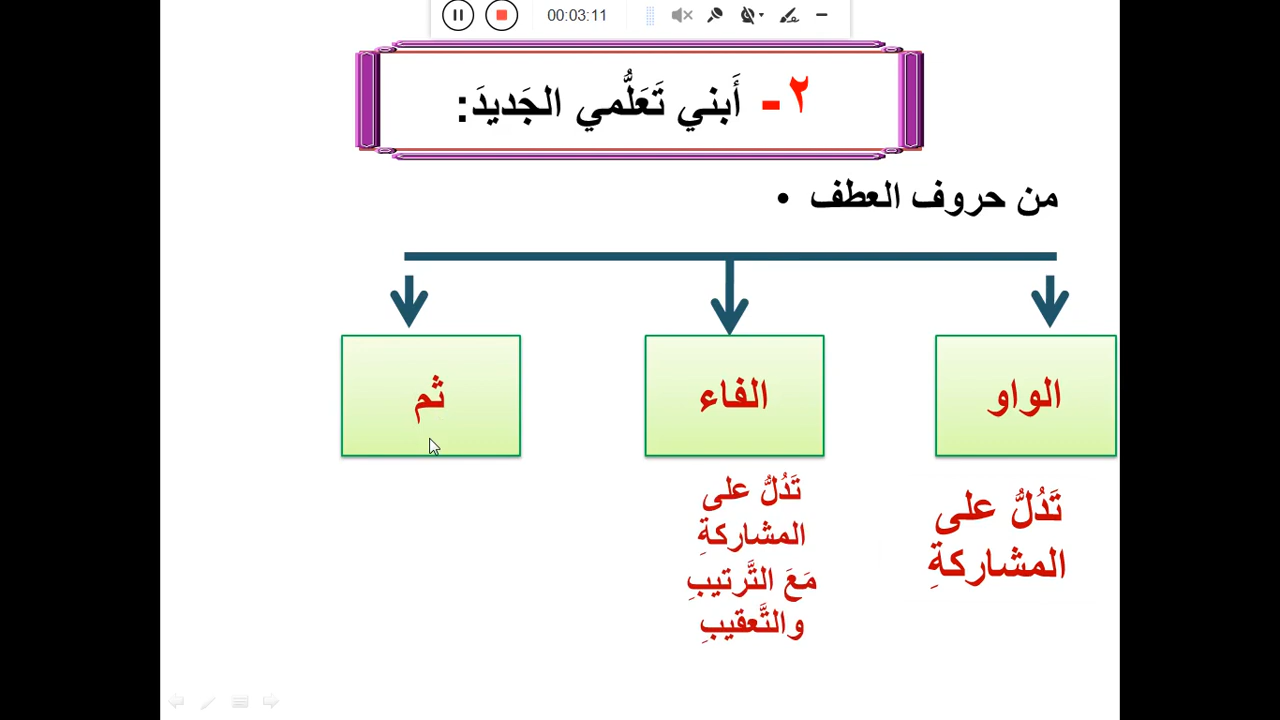 00:03:11
٢- أَبني تَعَلُّمي الجَديدَ:
من حروف العطف •
الواو
الفاء
ثم
تَدُلُّ على
المشاركةِ
تَدُلُّ على
المشاركةِ
مَعَ التَّرتيبِ
والتَّعقيبِ